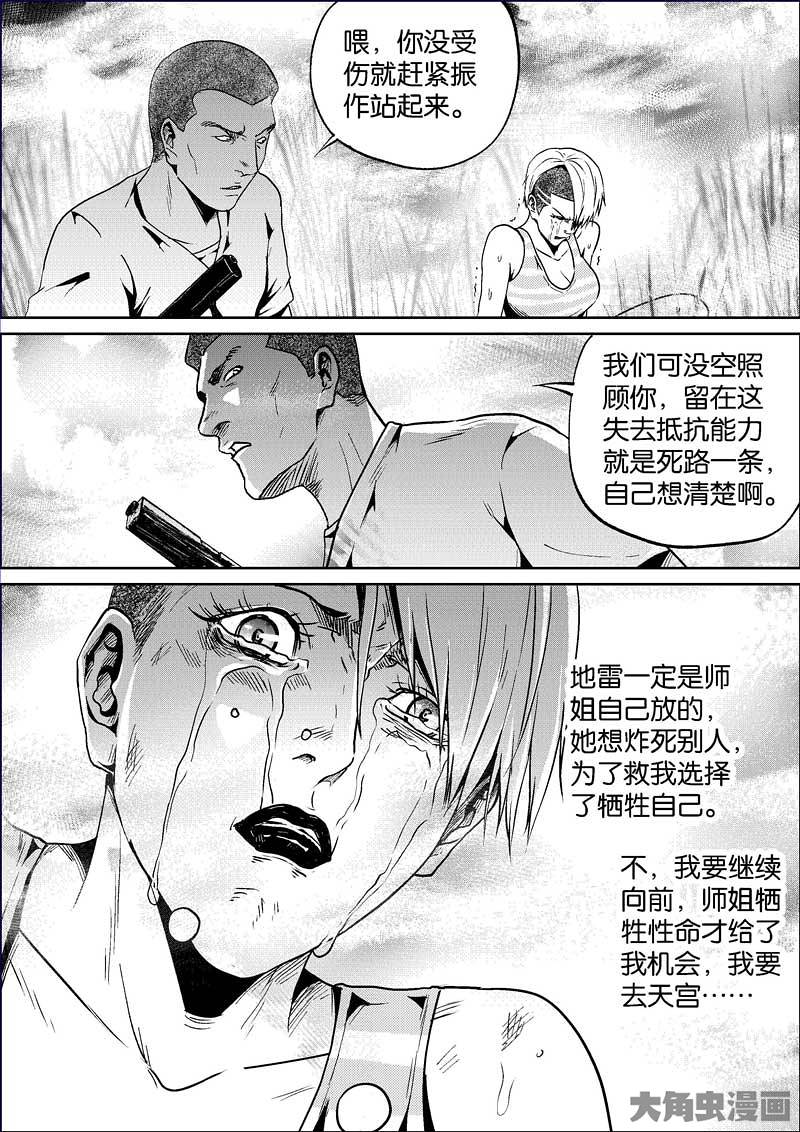 喂，你没受
伤就赶紧振
作站起来。
我们可没空照
顾你，留在这
失去抵抗能力
就是死路一条，
自己想清楚啊。
地雷一定是师
姐自己放的，
她想炸死别人，
为了救我选择
了牺牲自己。
不，我要继续
向前，师姐牺
牲性命才给了
我机会，我要
去天宫……
大角虫漫画